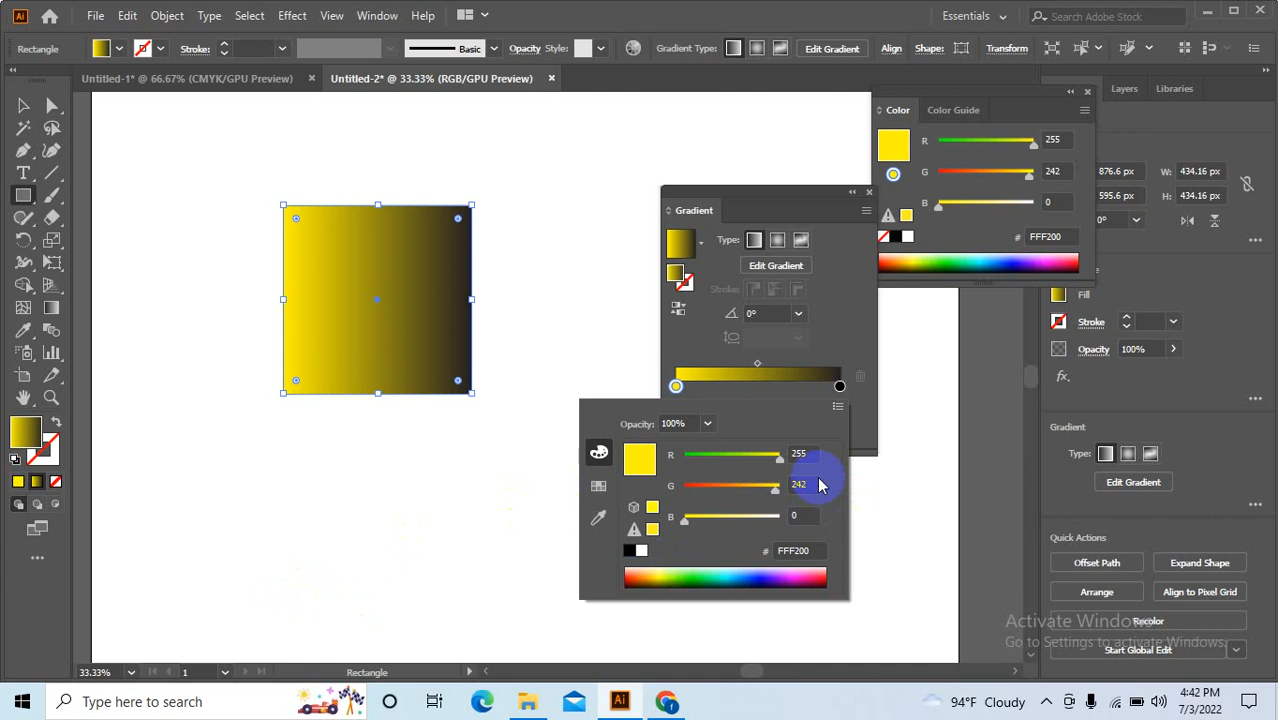 Ai
File Edit Object Type Select Effect View Window Help
Essentials
Search Adobe Stock
Rectangle
Stroke:
Basic
Opacity
Style:
Gradient Type:
Edit Gradient
Align
Shape:
Transform
Untitled-1* @ 66.67% (CMYK/GPU Preview)
Untitled-2* @ 33.33% (RGB/GPU Preview)
Layers
Libraries
Color
Color Guide
R 255
G 242
B 0
# FFF200
876.6 p
W: 434.16 p
595.6 p
H: 434.16 p
0°
Gradient
Type:
Edit Gradient
Stroke:
0°
Fill
Stroke
Opacity 100%
fx.
Gradient
Type:
Edit Gradient
Opacity: 100%
R 255
G 242
B 0
# FFF200
Quick Actions
Offset Path
Expand Shape
Arrange
Align to Pixel Grid
Recolor
Start Global Edit
Activate Windows
Go to Settings to activate Windows.
33.33%
1
Rectangle
Type here to search
Ai
94°F Cloudy
4:42 PM
7/3/2022